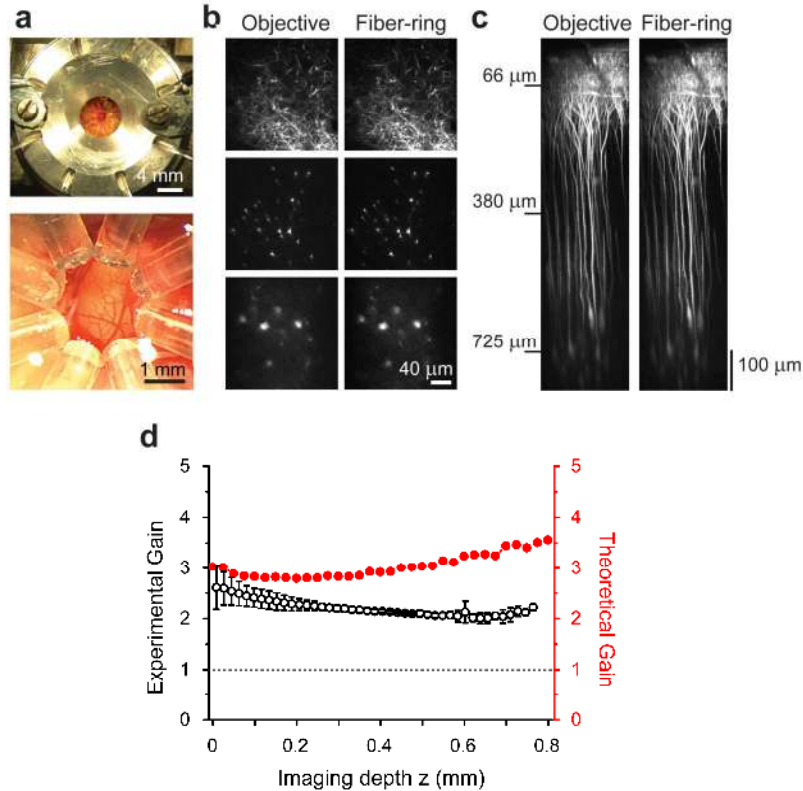 a
4 mm
1 mm
b
Objective Fiber-ring
40 μm
c
Objective Fiber-ring
66 μm
380 μm
725 μm
100 μm
d
Experimental Gain
5
4
3
2
1
0
5
4
3
2
1
0
Theoretical Gain
0 0.2 0.4 0.6 0.8
Imaging depth z (mm)